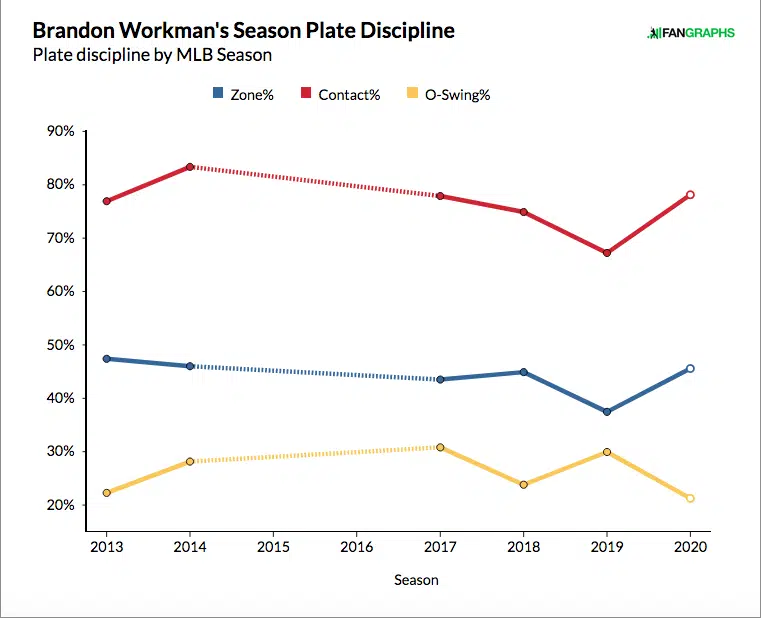 Brandon Workman's Season Plate Discipline
FANGRAPHS
Plate discipline by MLB Season
Zone% Contact% O-Swing%
90%
80%
70%
60%
50%
40%
30%
20%
2013 2014 2015 2016 2017 2018 2019 2020
Season